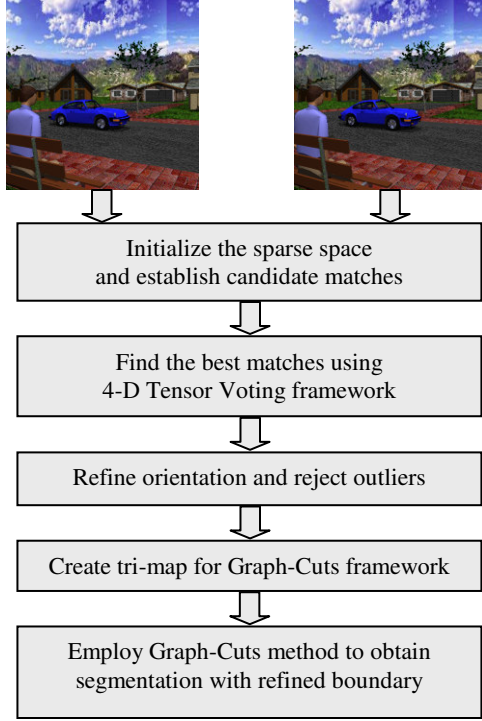 Initialize the sparse space
and establish candidate matches
Find the best matches using
4-D Tensor Voting framework
Refine orientation and reject outliers
Create tri-map for Graph-Cuts framework
Employ Graph-Cuts method to obtain
segmentation with refined boundary